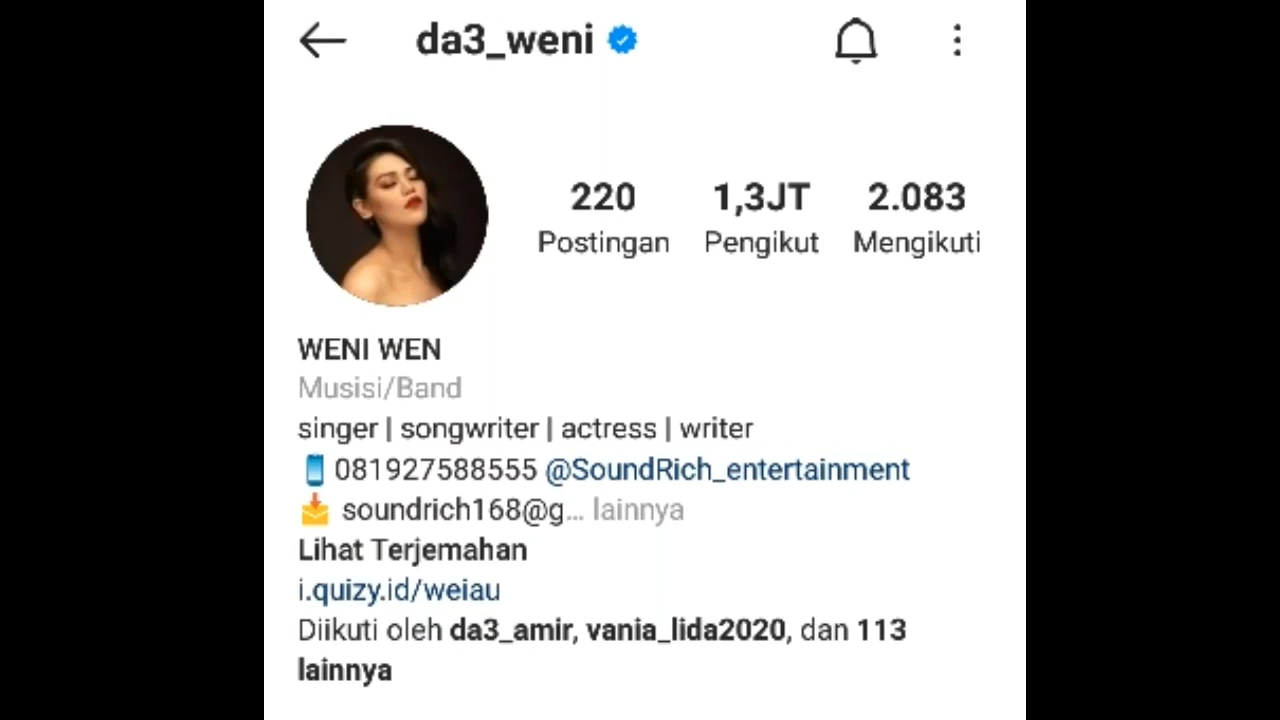 da3_weni
220 1,3JT 2.083
Postingan Pengikut Mengikuti
WENI WEN
Musisi/Band
singer | songwriter | actress | writer
081927588555 @SoundRich_entertainment
soundrich168@g... lainnya
Lihat Terjemahan
i.quizy.id/weiau
Diikuti oleh da3_amir, vania_lida2020, dan 113
lainnya